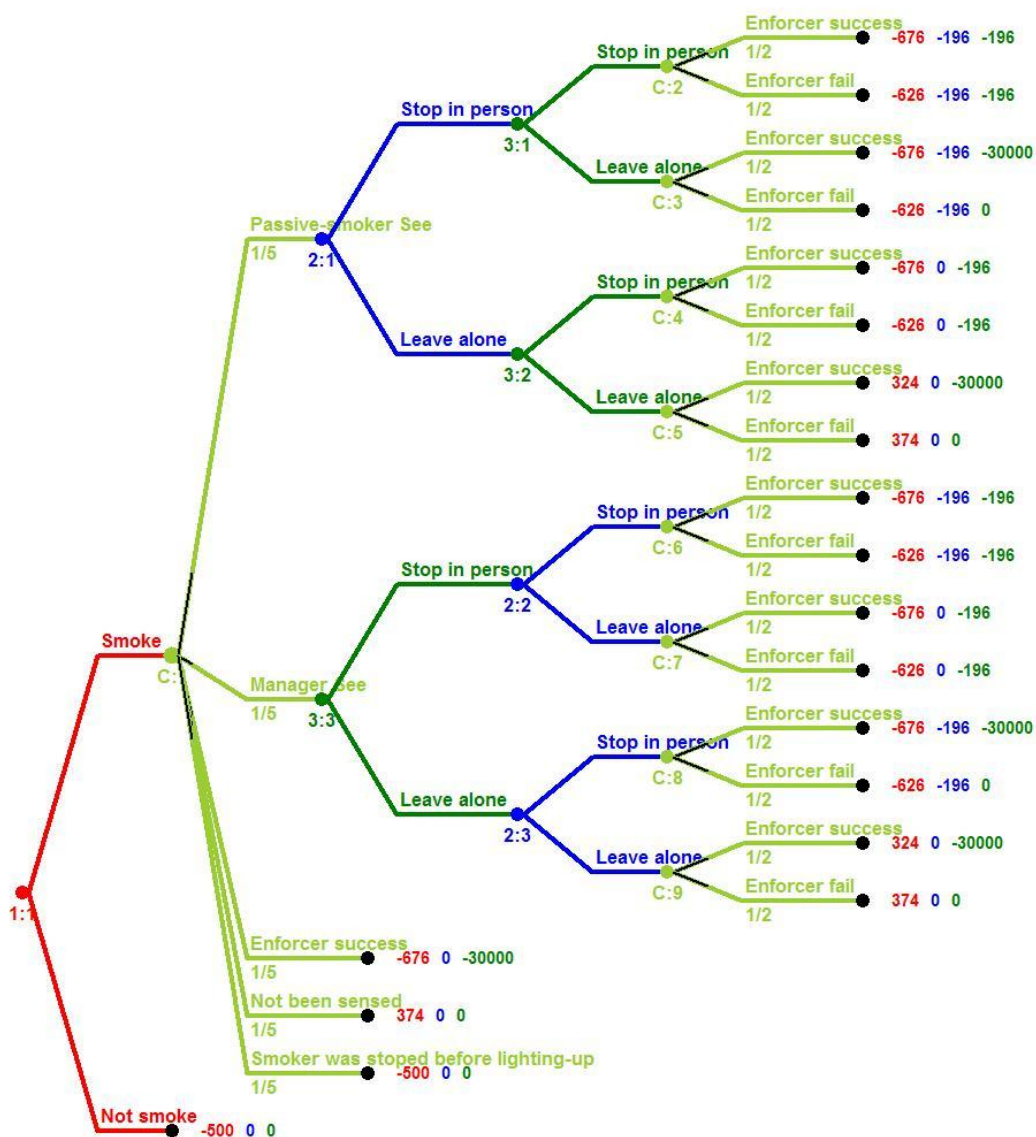 Enforcer success
1/2
-676 -196 -196
Stop in person
C:2
Enforcer fail
1/2
-626 -196 -196
Stop in person
3:1
Enforcer success
1/2
-676 -196 -30000
Leave alone
C:3
Enforcer fail
1/2
-626 -196 0
Passive-smoker See
1/5
2:1
Enforcer success
1/2
-676 0 -196
Stop in person
C:4
Enforcer fail
1/2
-626 0 -196
Leave alone
3:2
Enforcer success
1/2
324 0 -30000
Leave alone
C:5
Enforcer fail
1/2
374 0 0
Enforcer success
1/2
-676 -196 -196
Stop in person
C:6
Enforcer fail
1/2
-626 -196 -196
Stop in person
2:2
Enforcer success
1/2
-676 0 -196
Leave alone
C:7
Enforcer fail
1/2
-626 0 -196
Smoke
C:
Manager See
1/5
3:3
Enforcer success
1/2
-676 -196 -30000
Stop in person
C:8
Enforcer fail
1/2
-626 -196 0
Leave alone
2:3
Enforcer success
1/2
324 0 -30000
Leave alone
C:9
Enforcer fail
1/2
374 0 0
1:1
Enforcer success
1/5
-676 0 -30000
Not been sensed
1/5
374 0 0
Smoker was stoped before lighting-up
1/5
-500 0 0
Not smoke
-500 0 0